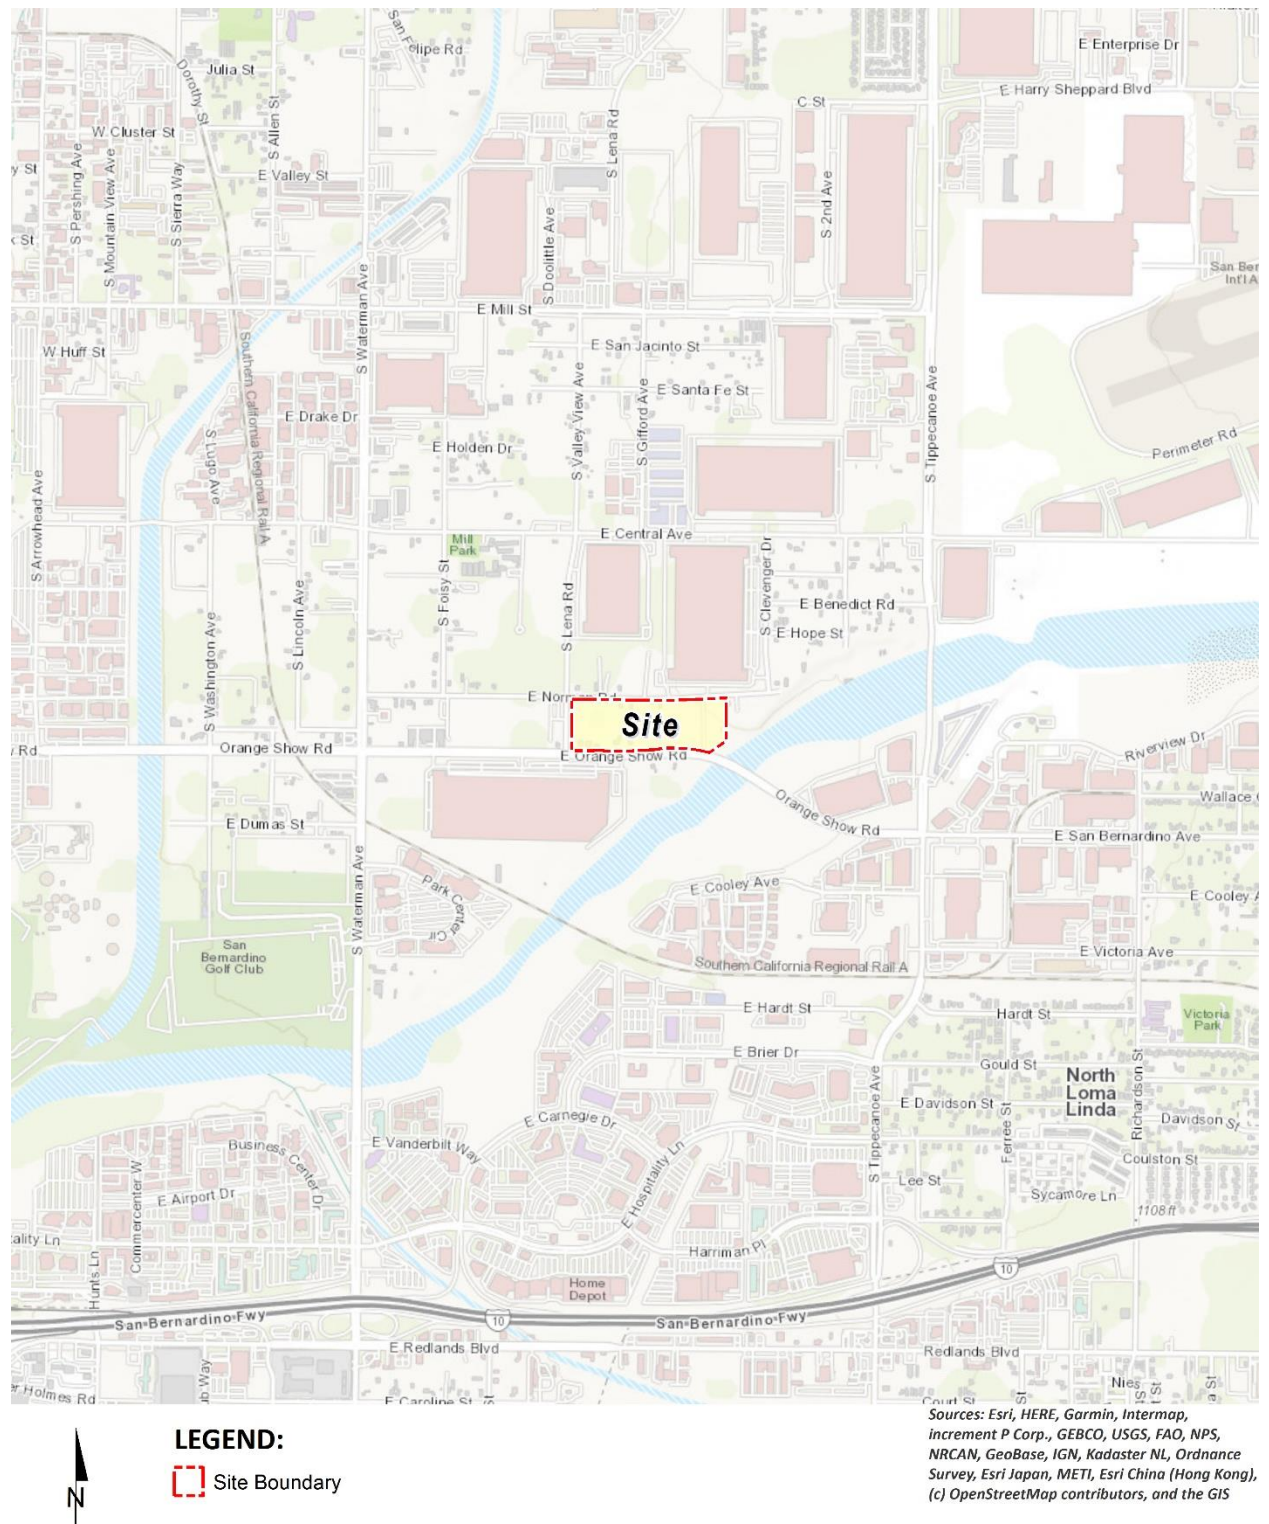 San Felipe Rd
E Enterprise Dr
Julia St
Dorothy St
E Harry Sheppard Blvd
C St
S Allen St
S Lena Rd
W Cluster St
S Pershing Ave
S Mountain View Ave
S Sierra Way
E Valley St
S 2nd Ave
S Doolittle Ave
San Ber
Int'l A
S Waterman Ave
E Mill St
W Huff St
E San Jacinto St
Southern California Regional Rail A
S Valley View Ave
S Gifford Ave
E Santa Fe St
S Tippecanoe Ave
E Drake Dr
S Lugo Ave
E Holden Dr
Perimeter Rd
S Arrowhead Ave
E Central Ave
Mill
Park
S Foisy St
S Lena Rd
S Clevenger Dr
E Benedict Rd
S Lincoln Ave
E Hope St
S Washington Ave
E Norman Rd
Site
Orange Show Rd
E Orange Show Rd
Riverview Dr
Orange Show Rd
Wallace
E Dumas St
E San Bernardino Ave
S Waterman Ave
Park Center Cir
E Cooley Ave
E Cooley A
San
Bernardino
Golf Club
E Victoria Ave
Southern California Regional Rail A
E Hardt St
Hardt St
Victoria
Park
E Brier Dr
Gould St
North
Loma
Linda
Richardson St
S Tippecanoe Ave
E Davidson St
Ferree St
Davidson St
E Carnegie Dr
Business Center Dr
E Vanderbilt Way
E Hospitality Ln
Coulston St
Commercenter W
E Airport Dr
Lee St
Sycamore Ln
1108 ft
ality Ln
Hunts Ln
Harriman Pl
10
Home
Depot
San Bernardino Fwy
10
San Bernardino Fwy
E Redlands Blvd
Redlands Blvd
er Holmes Rd
ub Way
E Caroline St
Nies
Court St
N
LEGEND:
Site Boundary
Sources: Esri, HERE, Garmin, Intermap,
increment P Corp., GEBCO, USGS, FAO, NPS,
NRCAN, GeoBase, IGN, Kadaster NL, Ordnance
Survey, Esri Japan, METI, Esri China (Hong Kong),
(c) OpenStreetMap contributors, and the GIS